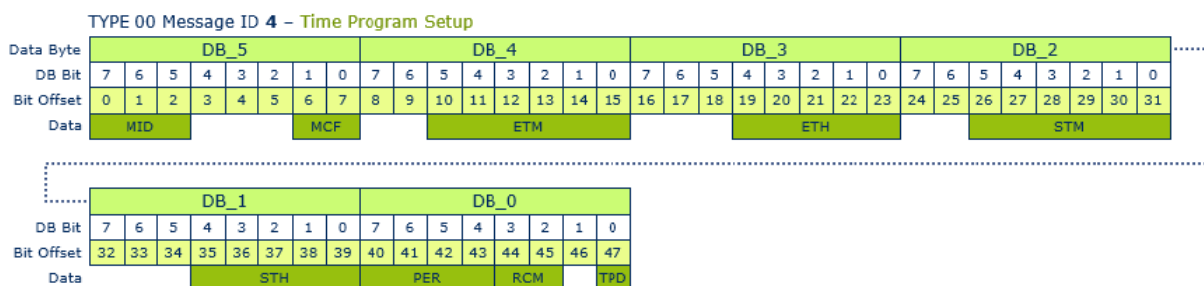 TYPE 00 Message ID 4 – Time Program Setup
Data Byte DB_5 DB_4 DB_3 DB_2
DB Bit 7 6 5 4 3 2 1 0 7 6 5 4 3 2 1 0 7 6 5 4 3 2 1 0 7 6 5 4 3 2 1 0
Bit Offset 0 1 2 3 4 5 6 7 8 9 10 11 12 13 14 15 16 17 18 19 20 21 22 23 24 25 26 27 28 29 30 31
Data MID MCF ETM ETH STM
DB_1 DB_0
DB Bit 7 6 5 4 3 2 1 0 7 6 5 4 3 2 1 0
Bit Offset 32 33 34 35 36 37 38 39 40 41 42 43 44 45 46 47
Data STH PER RCM TPD